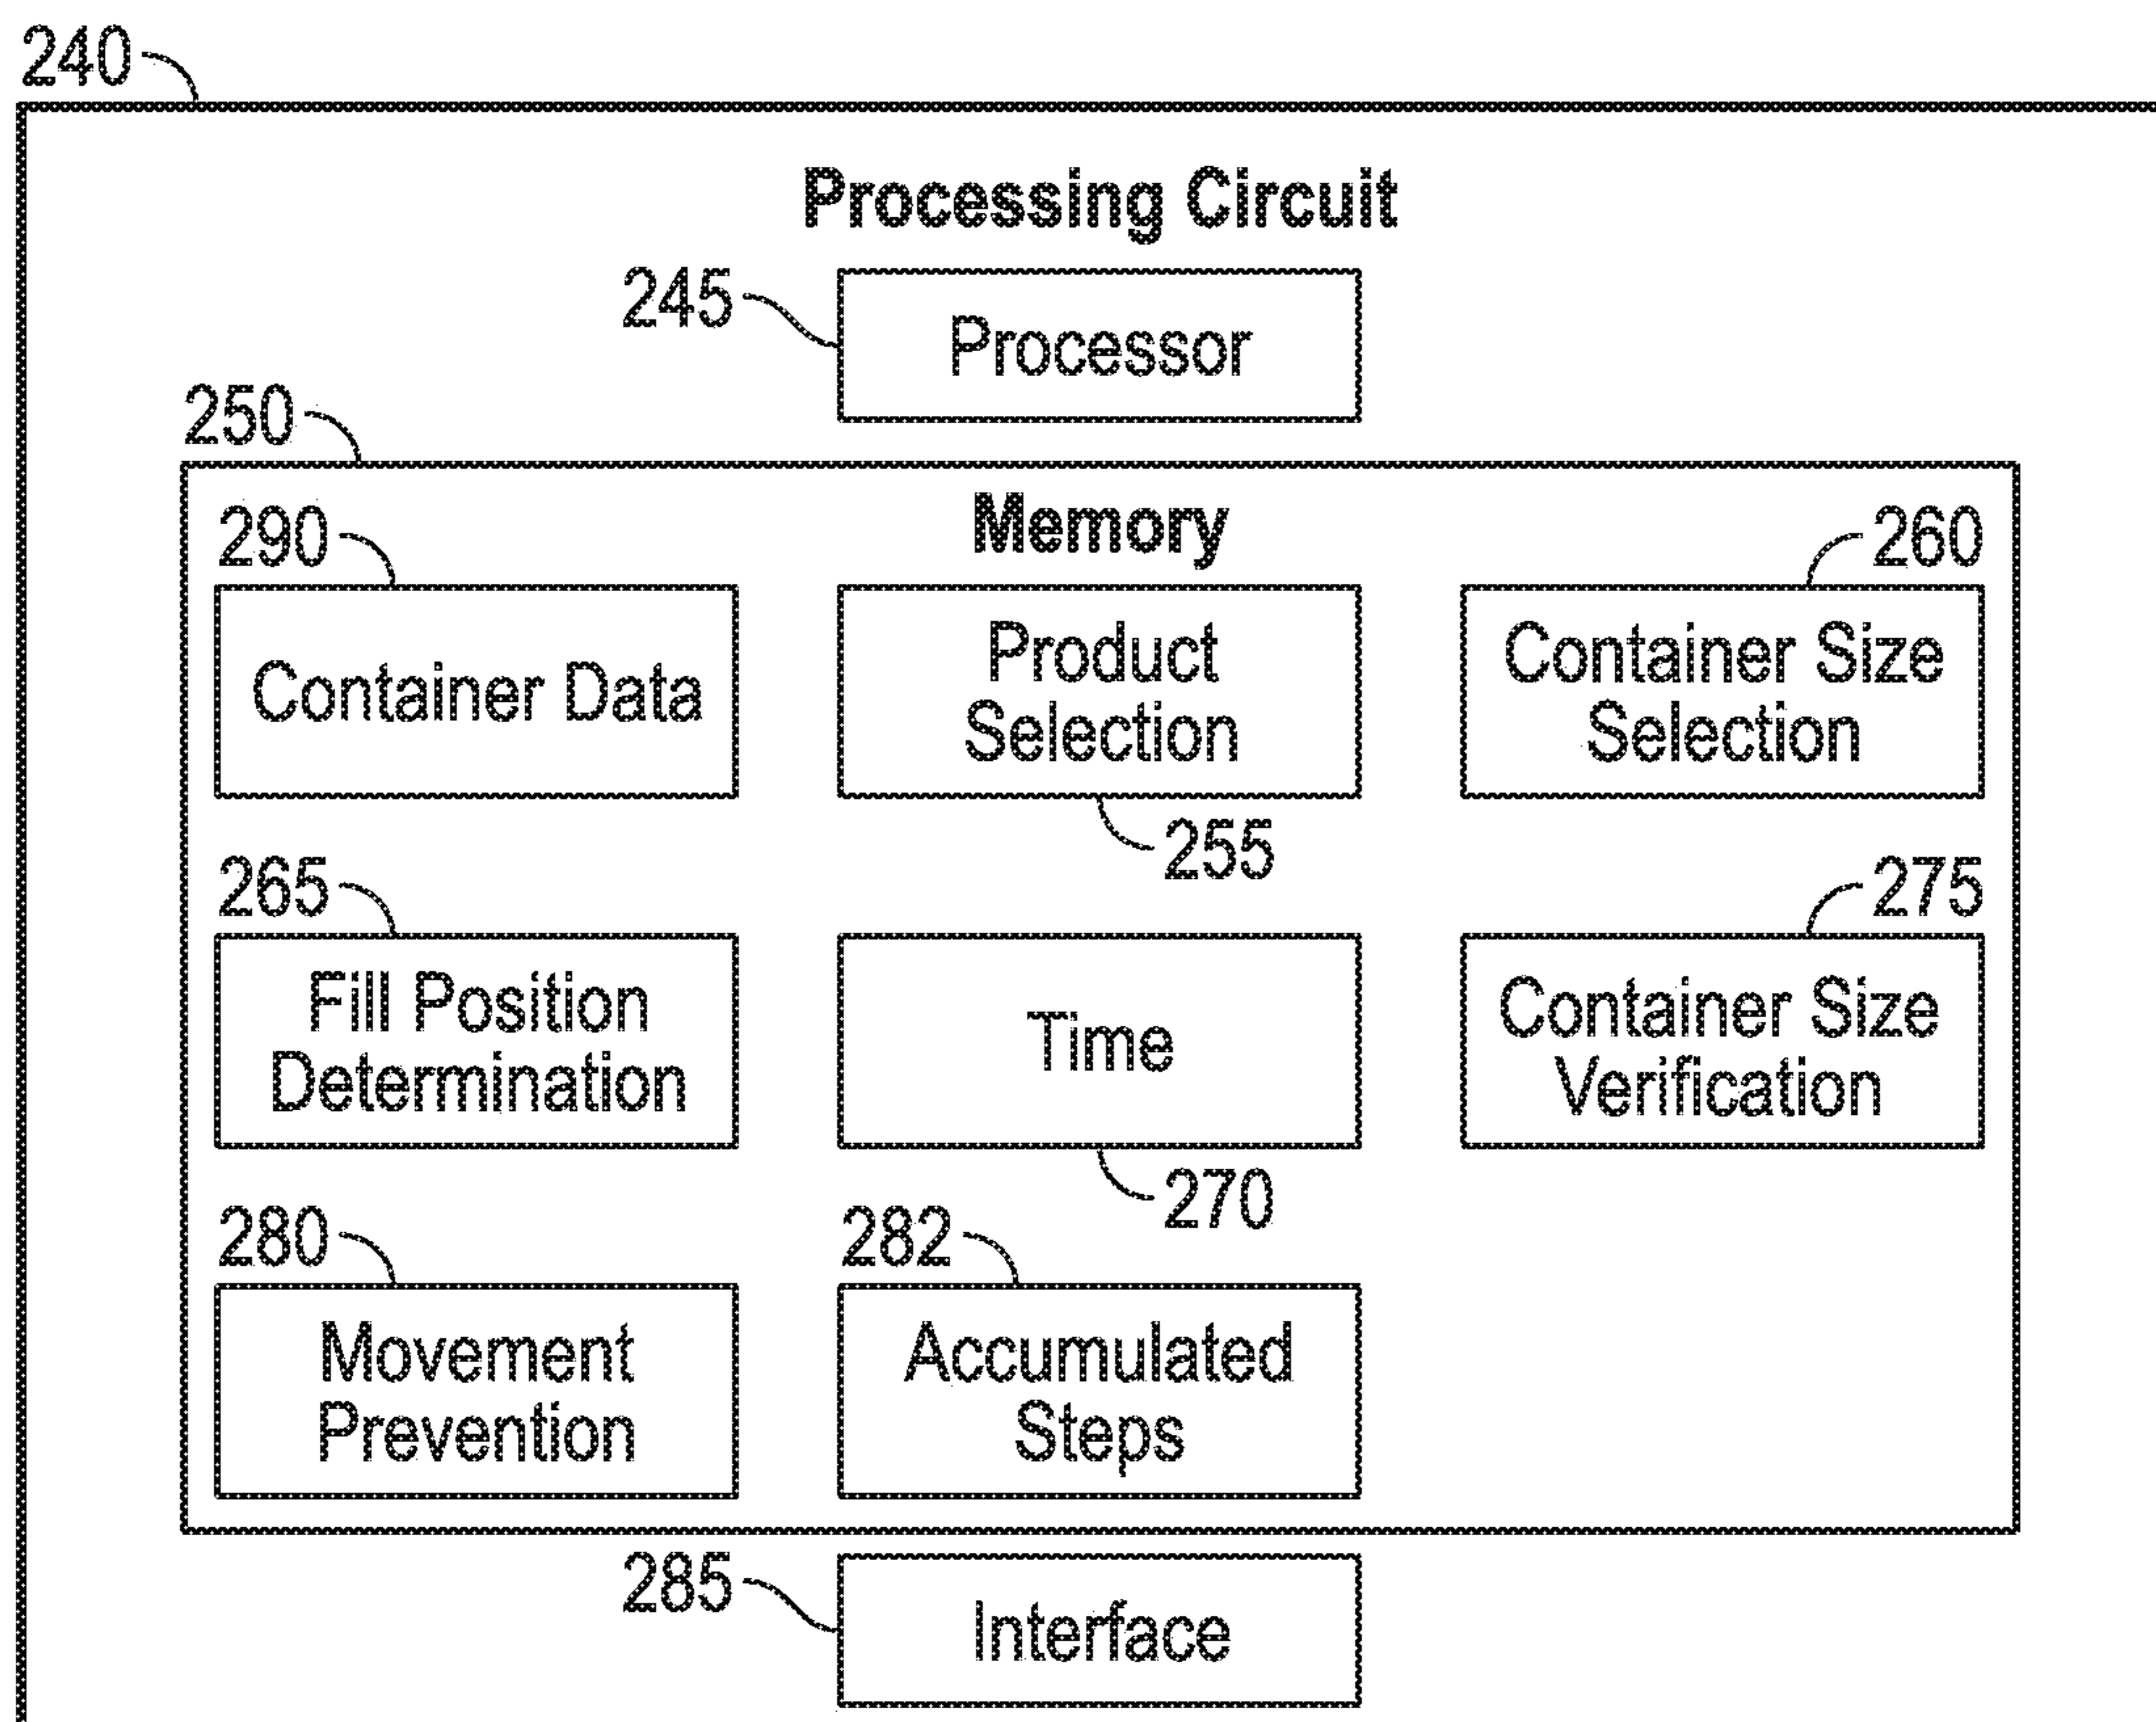 240
Processing Circuit
245
Processor
250
Memory
290
260
Container Data
Product
Selection
Container Size
Selection
255
265
275
Fill Position
Determination
Time
Container Size
Verification
270
280
282
Movement
Prevention
Accumulated
Steps
285
Interface